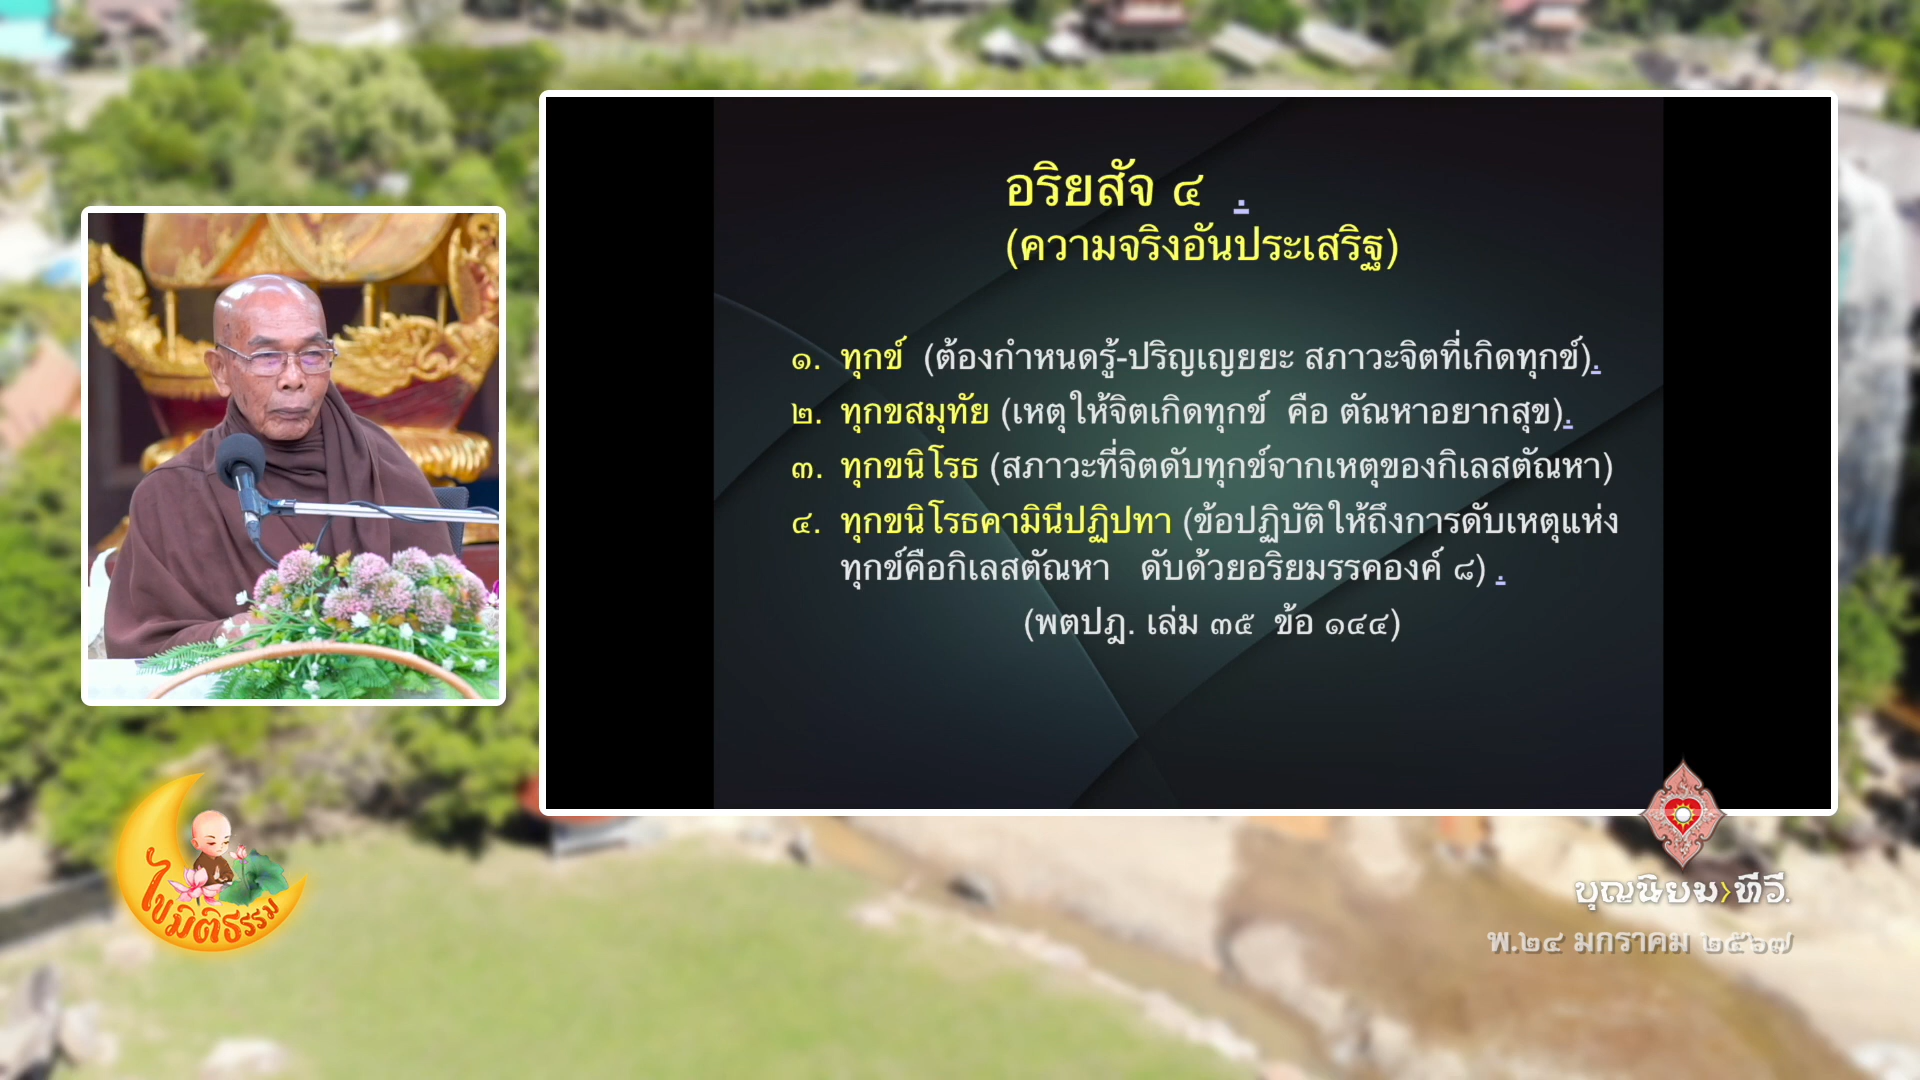 อริยสัจ ๔ .
(ความจริงอันประเสริฐ)
๑. ทุกข์ (ต้องกำหนดรู้-ปริญเญยยะ สภาวะจิตที่เกิดทุกข์).
๒. ทุกขสมุทัย (เหตุให้จิตเกิดทุกข์ คือ ตัณหาอยากสุข).
๓. ทุกขนิโรธ (สภาวะที่จิตดับทุกข์จากเหตุของกิเลสตัณหา)
๔. ทุกขนิโรธคามินีปฏิปทา (ข้อปฏิบัติให้ถึงการดับเหตุแห่ง
ทุกข์คือกิเลสตัณหา ดับด้วยอริยมรรคองค์ ๘) .
(พตปฎ. เล่ม ๓๕ ข้อ ๑๔๔)
ไขมิติธรรม
บุญนิยม ทีวี.
พ.๒๔ มกราคม ๒๕๖๗